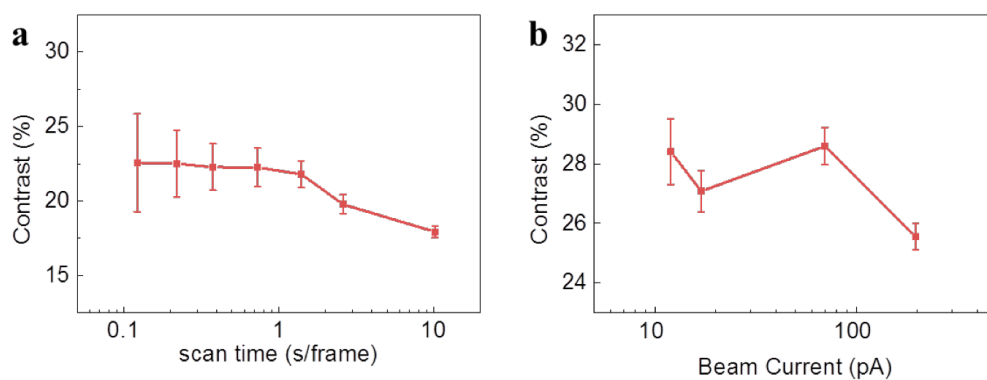 a
30
25
20
15
Contrast (%)
0.1 1 10
scan time (s/frame)
b
32
30
28
26
24
Contrast (%)
10 100
Beam Current (pA)